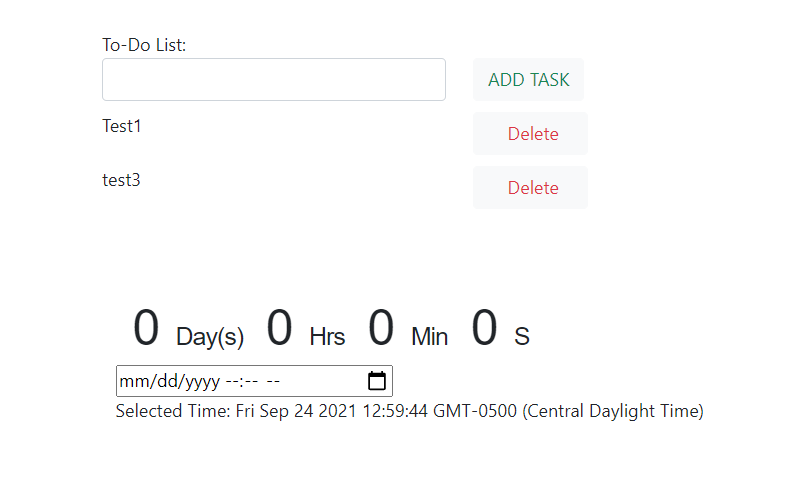 To-Do List:
ADD TASK
Test1 Delete
test3 Delete
0 Day(s) 0 Hrs 0 Min 0 S
mm/dd/yyyy --:-- --
Selected Time: Fri Sep 24 2021 12:59:44 GMT-0500 (Central Daylight Time)